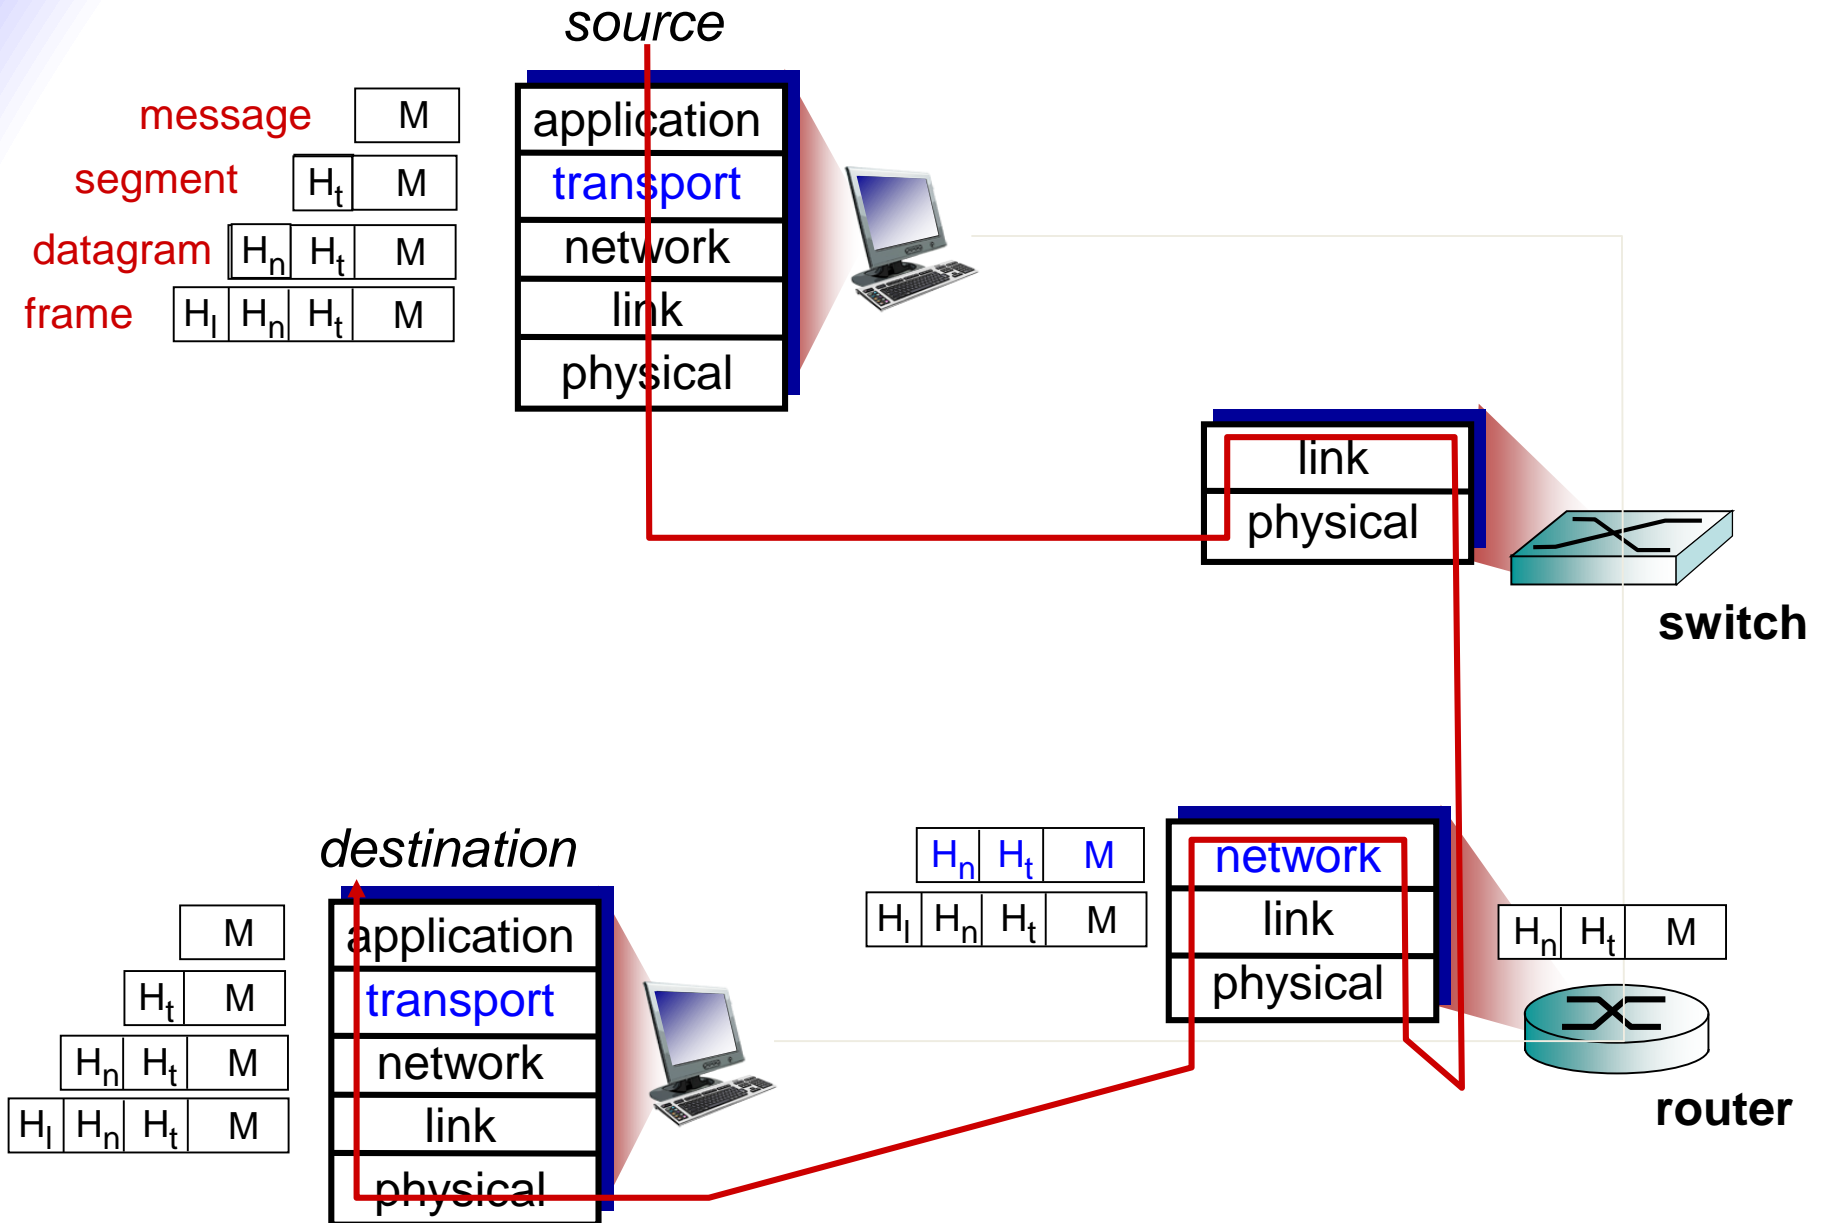 source
message M
segment Ht M
datagram Hn Ht M
frame Hl Hn Ht M
application
transport
network
link
physical
link
physical
switch
destination
M
Ht M
Hn Ht M
Hl Hn Ht M
application
transport
network
link
physical
Hn Ht M
Hl Hn Ht M
network
link
physical
Hn Ht M
router